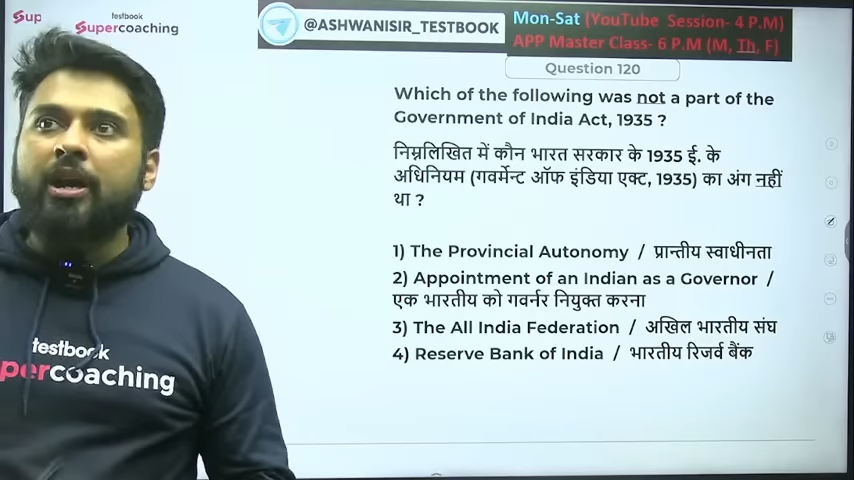 Sup
testbook
Supercoaching
@ASHWANISIR_TESTBOOK
Mon-Sat (YouTube Session- 4 P.M)
APP Master Class- 6 P.M (M, Th, F)
Question 120
Which of the following was not a part of the
Government of India Act, 1935 ?
निम्नलिखित में कौन भारत सरकार के 1935 ई. के
अधिनियम (गवर्मेन्ट ऑफ इंडिया एक्ट, 1935) का अंग नहीं
था ?
1) The Provincial Autonomy / प्रान्तीय स्वाधीनता
2) Appointment of an Indian as a Governor /
एक भारतीय को गवर्नर नियुक्त करना
3) The All India Federation / अखिल भारतीय संघ
4) Reserve Bank of India / भारतीय रिजर्व बैंक
testbook
percoaching